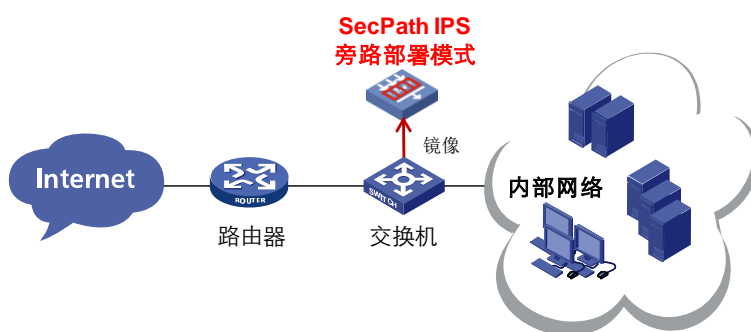 SecPath IPS
旁路部署模式
镜像
Internet
ROUTER
SWITCH
内部网络
路由器
交换机